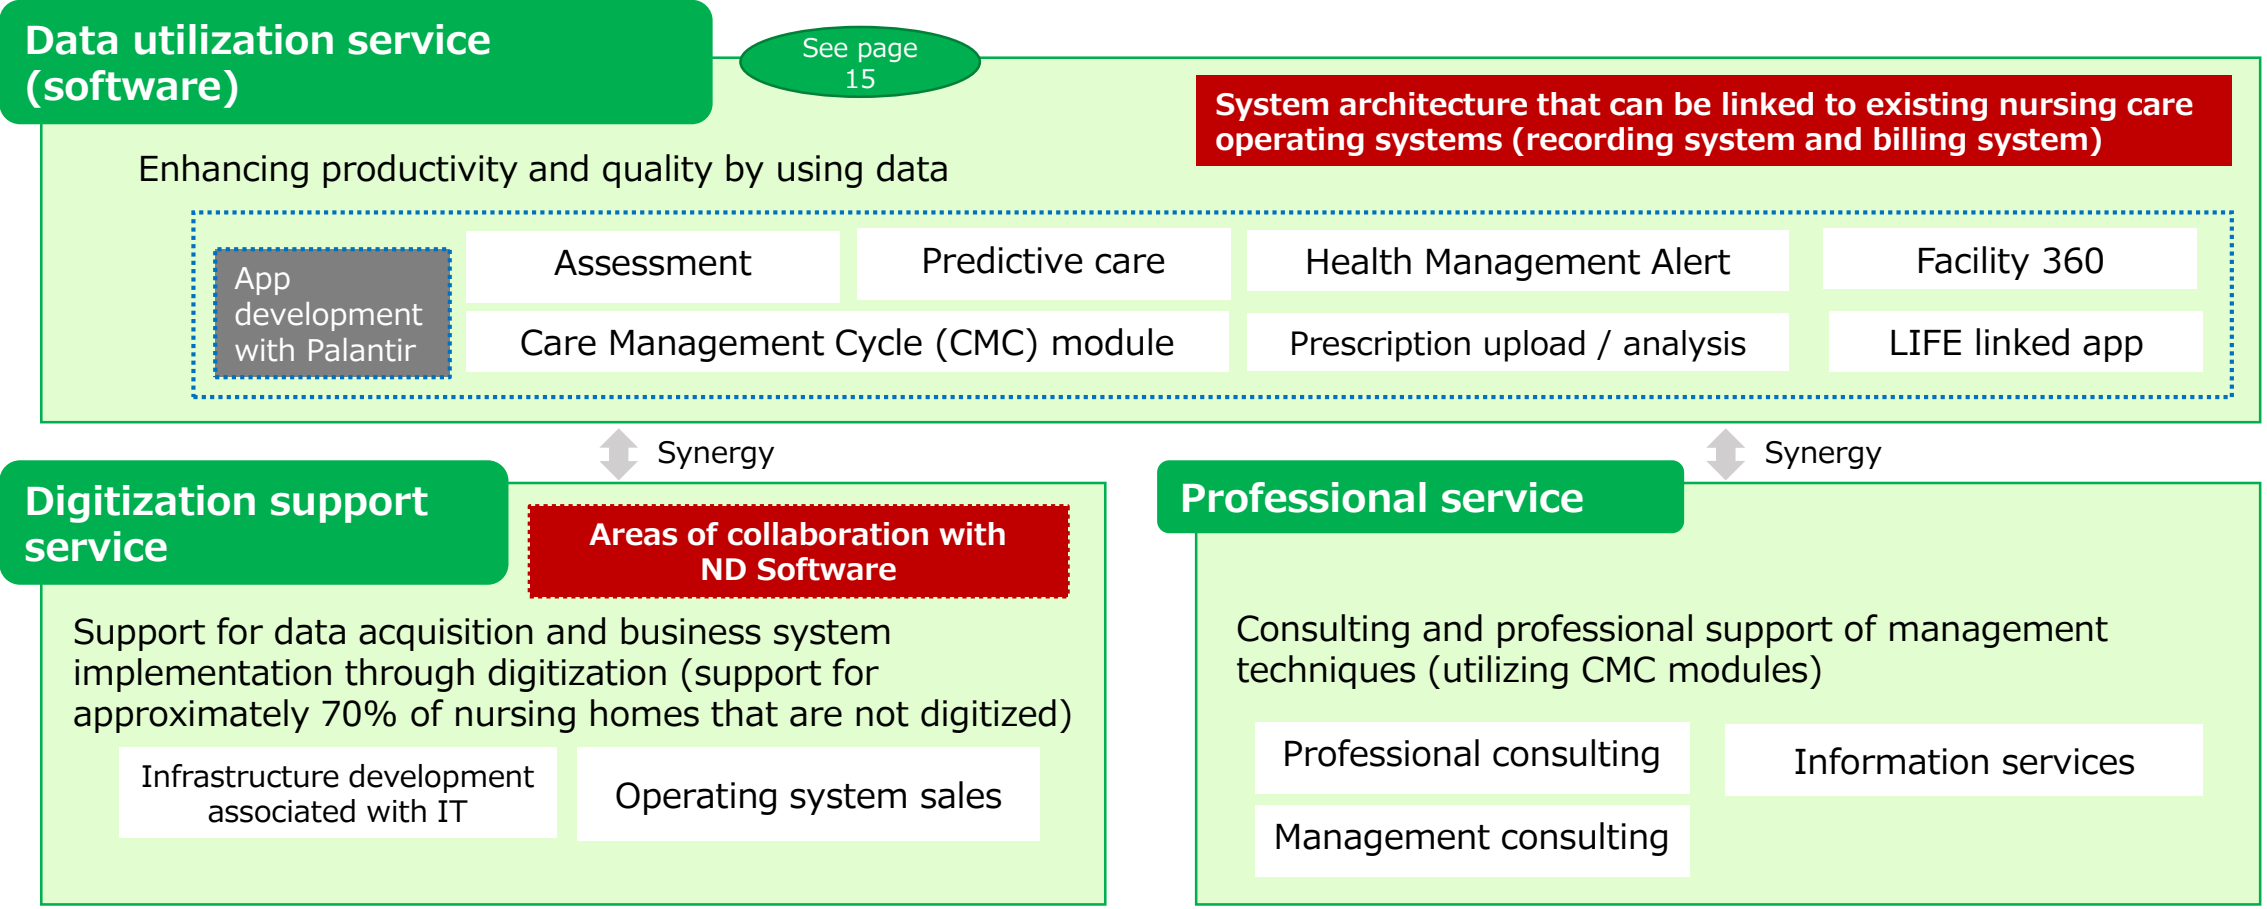 Data utilization service
(software)
See page
15
System architecture that can be linked to existing nursing care
operating systems (recording system and billing system)
Enhancing productivity and quality by using data
App
development
with Palantir
Assessment
Predictive care
Health Management Alert
Facility 360
Care Management Cycle (CMC) module
Prescription upload / analysis
LIFE linked app
Synergy
Synergy
Digitization support
service
Areas of collaboration with
ND Software
Support for data acquisition and business system
implementation through digitization (support for
approximately 70% of nursing homes that are not digitized)
Infrastructure development
associated with IT
Operating system sales
Professional service
Consulting and professional support of management
techniques (utilizing CMC modules)
Professional consulting
Information services
Management consulting